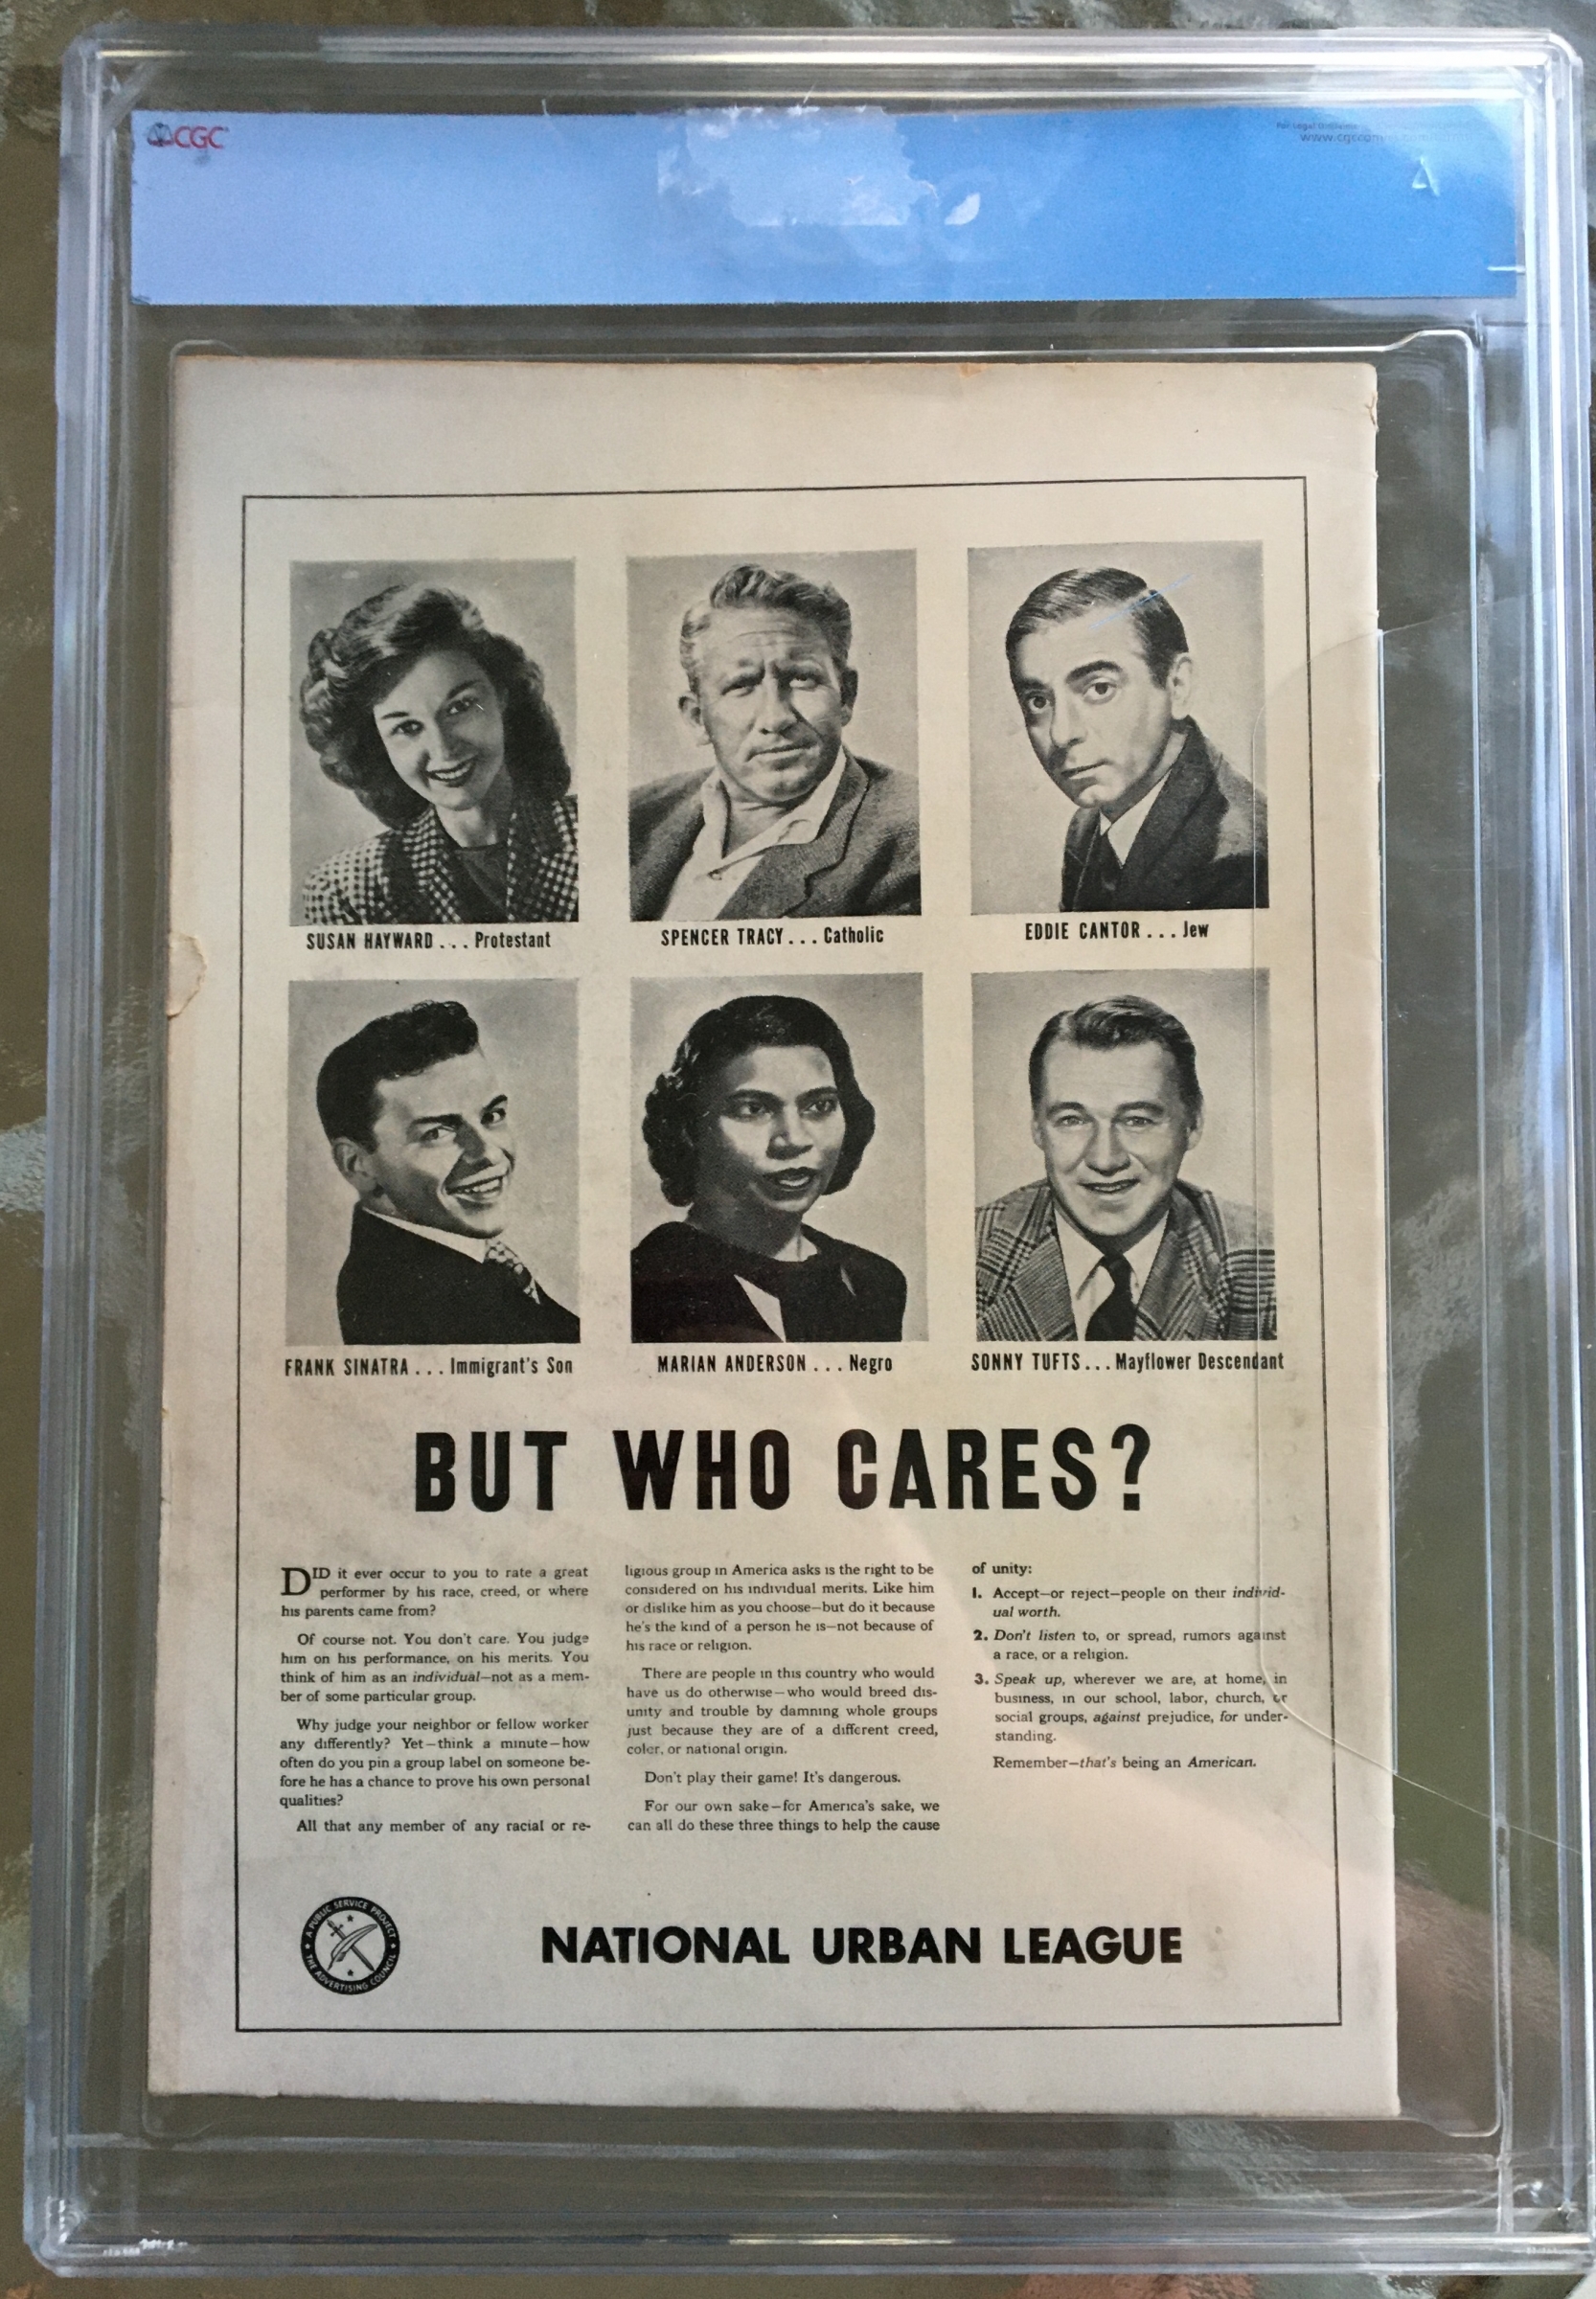 CGC
SUSAN HAYWARD . . . Protestant
SPENCER TRACY . . . Catholic
EDDIE CANTOR . . . Jew
FRANK SINATRA . . . Immigrant's Son
MARIAN ANDERSON . . . Negro
SONNY TUFTS . . . Mayflower Descendant
BUT WHO CARES?
DID it ever occur to you to rate a great
performer by his race, creed, or where
his parents came from?
Of course not. You don't care. You judge
him on his performance, on his merits. You
think of him as an individual—not as a mem-
ber of some particular group.
Why judge your neighbor or fellow worker
any differently? Yet—think a minute—how
often do you pin a group label on someone be-
fore he has a chance to prove his own personal
qualities?
All that any member of any racial or re-
ligious group in America asks is the right to be
considered on his individual merits. Like him
or dislike him as you choose—but do it because
he's the kind of a person he is—not because of
his race or religion.
There are people in this country who would
have us do otherwise—who would breed dis-
unity and trouble by damning whole groups
just because they are of a different creed,
color, or national origin.
Don't play their game! It's dangerous.
For our own sake—for America's sake, we
can all do these three things to help the cause
of unity:
1. Accept—or reject—people on their individ-
ual worth.
2. Don't listen to, or spread, rumors against
a race, or a religion.
3. Speak up, wherever we are, at home, in
business, in our school, labor, church, or
social groups, against prejudice, for under-
standing.
Remember—that's being an American.
A PUBLIC SERVICE PROJECT
THE ADVERTISING COUNCIL
NATIONAL URBAN LEAGUE